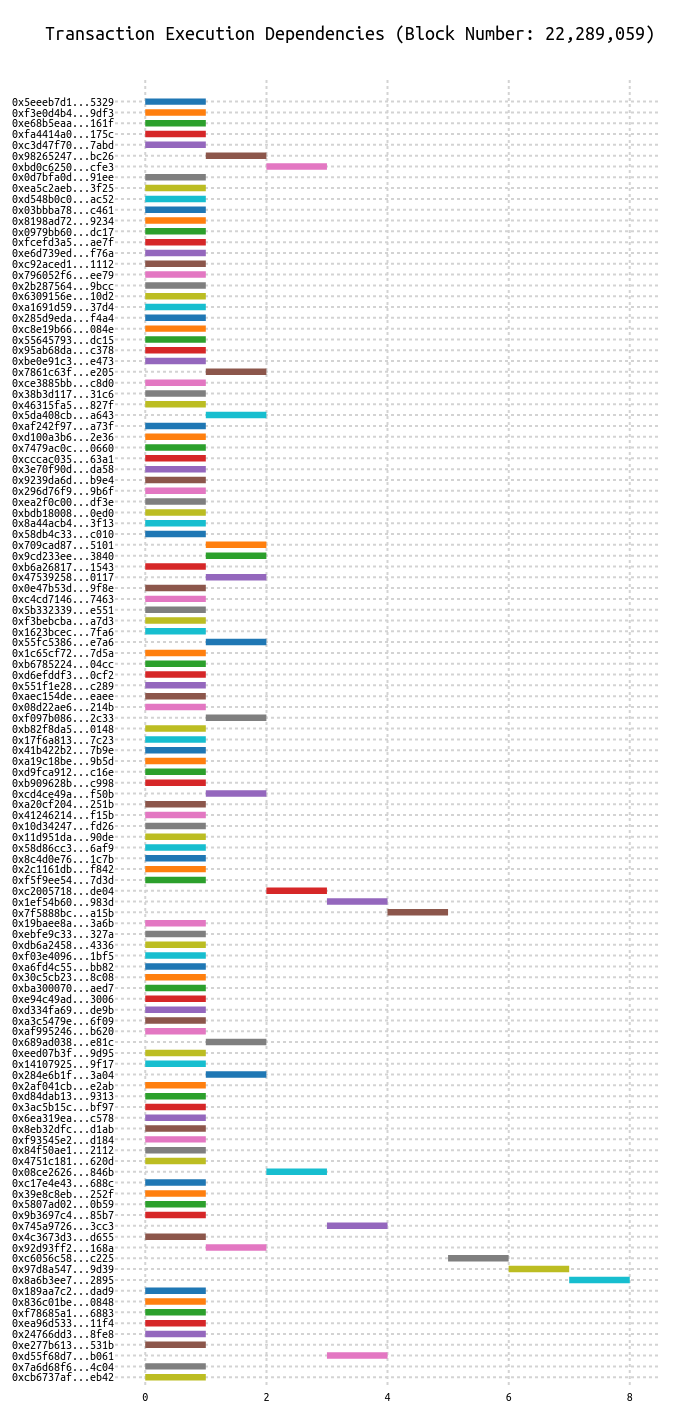 Transaction Execution Dependencies (Block Number: 22,289,059)
0x5eeeb7d1...5329
0xf3e0d4b4...9df3
0xe68b5eaa...161f
0xfa4414a0...175c
0xc3d47f70...7abd
0x98265247...bc26
0xbd0c6250...cfe3
0x0d7bfa0d...91ee
0xea5c2aeb...3f25
0xd548b0c0...ac52
0x03bbba78...c461
0x8198ad72...9234
0x0979bb60...dc17
0xfcefd3a5...ae7f
0xe6d739ed...f76a
0xc92aced1...1112
0x796052f6...ee79
0x2b287564...9bcc
0x6309156e...10d2
0xa1691d59...37d4
0x285d9eda...f4a4
0xc8e19b66...084e
0x55645793...dc15
0x95ab68da...c378
0xbe0e91c3...e473
0x7861c63f...e205
0xce3885bb...c8d0
0x38b3d117...31c6
0x46315fa5...827f
0x5da408cb...a643
0xaf242f97...a73f
0xd100a3b6...2e36
0x7479ac0c...0660
0xcccac035...63a1
0x3e70f90d...da58
0x9239da6d...b9e4
0x296d76f9...9b6f
0xea2f0c00...df3e
0xbdb18008...0ed0
0x8a44acb4...3f13
0x58db4c33...c010
0x709cad87...5101
0x9cd233ee...3840
0xb6a26817...1543
0x47539258...0117
0x0e47b53d...9f8e
0xc4cd7146...7463
0x5b332339...e551
0xf3bebcba...a7d3
0x1623bcec...7fa6
0x55fc5386...e7a6
0x1c65cf72...7d5a
0xb6785224...04cc
0xd6efddf3...0cf2
0x551f1e28...c289
0xaec154de...eaee
0x08d22ae6...214b
0xf097b086...2c33
0xb82f8da5...0148
0x17f6a813...7c23
0x41b422b2...7b9e
0xa19c18be...9b5d
0xd9fca912...c16e
0xb909628b...c998
0xcd4ce49a...f50b
0xa20cf204...251b
0x41246214...f15b
0x10d34247...fd26
0x11d951da...90de
0x58d86cc3...6af9
0x8c4d0e76...1c7b
0x2c1161db...f842
0xf5f9ee54...7d3d
0xc2005718...de04
0x1ef54b60...983d
0x7f5888bc...a15b
0x19baee8a...3a6b
0xebfe9c33...327a
0xdb6a2458...4336
0xf03e4096...1bf5
0xa6fd4c55...bb82
0x30c5cb23...8c08
0xba300070...aed7
0xe94c49ad...3006
0xd334fa69...de9b
0xa3c5479e...6f09
0xaf995246...b620
0x689ad038...e81c
0xeed07b3f...9d95
0x14107925...9f17
0x284e6b1f...3a04
0x2af041cb...e2ab
0xd84dab13...9313
0x3ac5b15c...bf97
0x6ea319ea...c578
0x8eb32dfc...d1ab
0xf93545e2...d184
0x84f50ae1...2112
0x4751c181...620d
0x08ce2626...846b
0xc17e4e43...688c
0x39e8c8eb...252f
0x5807ad02...0b59
0x9b3697c4...85b7
0x745a9726...3cc3
0x4c3673d3...d655
0x92d93ff2...168a
0xc6056c58...c225
0x97d8a547...9d39
0x8a6b3ee7...2895
0x189aa7c2...dad9
0x836c01be...0848
0xf78685a1...6883
0xea96d533...11f4
0x24766dd3...8fe8
0xe277b613...531b
0xd55f68d7...b061
0x7a6d68f6...4c04
0xcb6737af...eb42
0 2 4 6 8